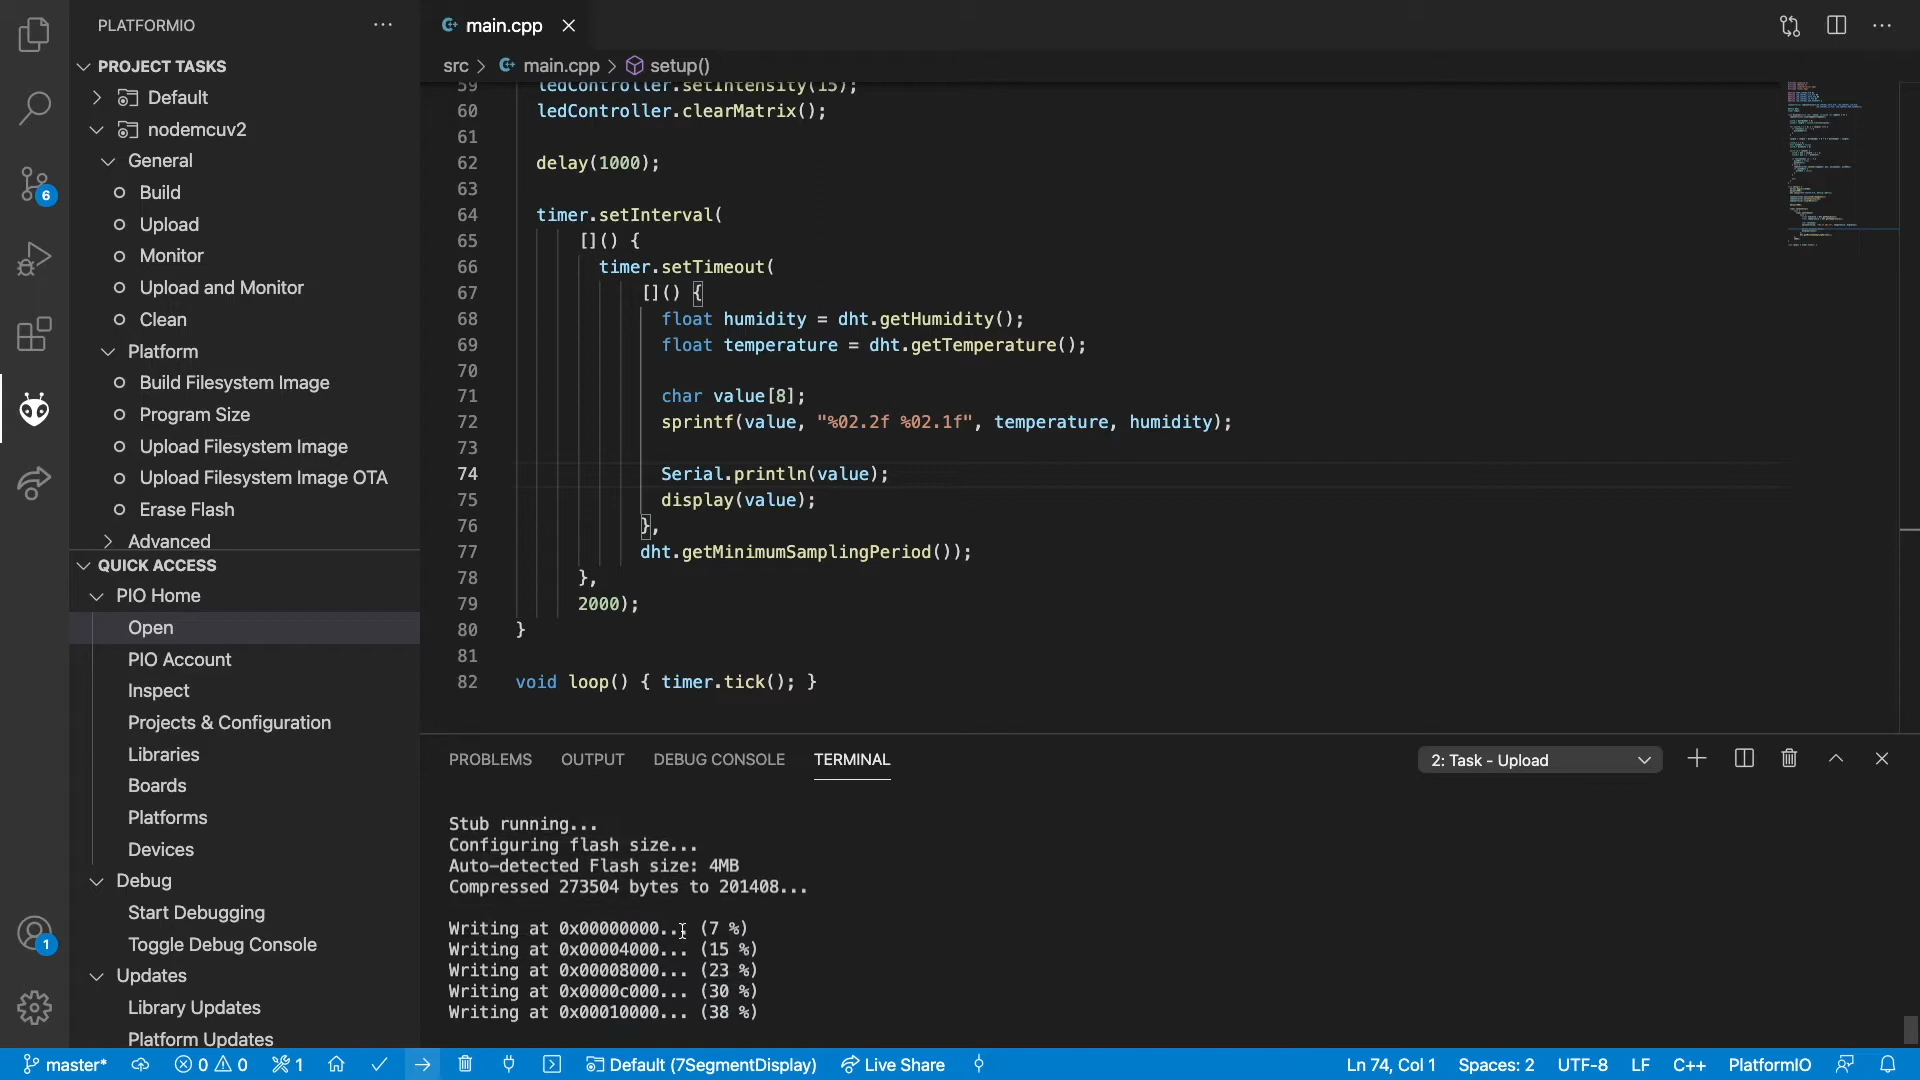 PLATFORMIO
PROJECT TASKS
Default
nodemcuv2
General
Build
Upload
Monitor
Upload and Monitor
Clean
Platform
Build Filesystem Image
Program Size
Upload Filesystem Image
Upload Filesystem Image OTA
Erase Flash
Advanced
QUICK ACCESS
PIO Home
Open
PIO Account
Inspect
Projects & Configuration
Libraries
Boards
Platforms
Devices
Debug
Start Debugging
Toggle Debug Console
Updates
Library Updates
Platform Updates
6
1
main.cpp
src > main.cpp > setup()
59 ledController.setIntensity(15);
60 ledController.clearMatrix();
61
62 delay(1000);
63
64 timer.setInterval(
65 []() {
66 timer.setTimeout(
67 []() {
68 float humidity = dht.getHumidity();
69 float temperature = dht.getTemperature();
70
71 char value[8];
72 sprintf(value, "%02.2f %02.1f", temperature, humidity);
73
74 Serial.println(value);
75 display(value);
76 },
77 dht.getMinimumSamplingPeriod());
78 },
79 2000);
80 }
81
82 void loop() { timer.tick(); }
PROBLEMS OUTPUT DEBUG CONSOLE TERMINAL 2: Task - Upload
Stub running...
Configuring flash size...
Auto-detected Flash size: 4MB
Compressed 273504 bytes to 201408...
Writing at 0x00000000... (7 %)
Writing at 0x00004000... (15 %)
Writing at 0x00008000... (23 %)
Writing at 0x0000c000... (30 %)
Writing at 0x00010000... (38 %)
master* 0 0 1 Default (7SegmentDisplay) Live Share Ln 74, Col 1 Spaces: 2 UTF-8 LF C++ PlatformIO